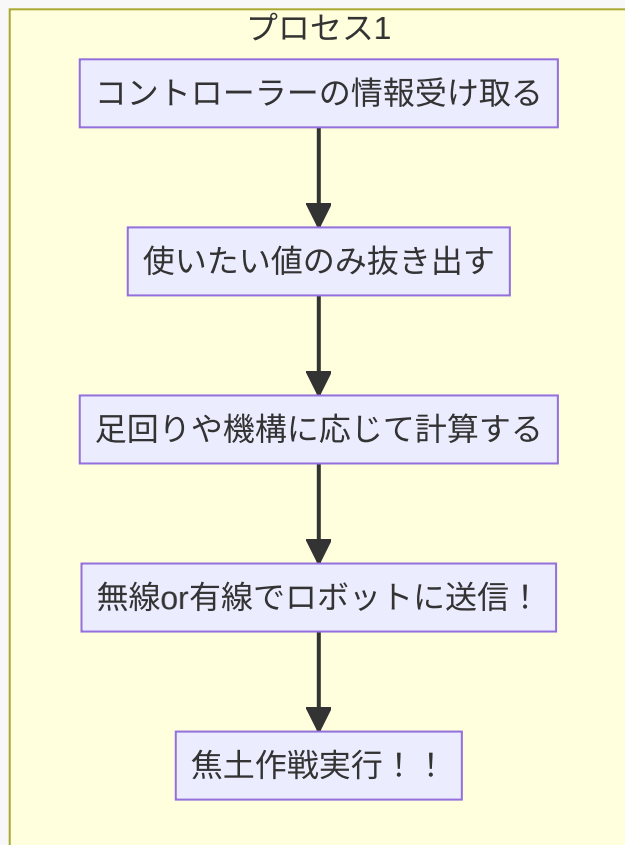 プロセス1
コントローラーの情報受け取る
使いたい値のみ抜き出す
足回りや機構に応じて計算する
無線or有線でロボットに送信！
焦土作戦実行！！